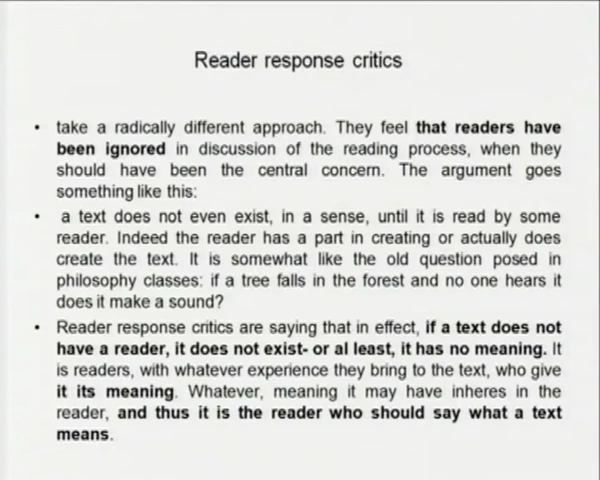 Reader response critics
• take a radically different approach. They feel that readers have
been ignored in discussion of the reading process, when they
should have been the central concern. The argument goes
something like this:
• a text does not even exist, in a sense, until it is read by some
reader. Indeed the reader has a part in creating or actually does
create the text. It is somewhat like the old question posed in
philosophy classes: if a tree falls in the forest and no one hears it
does it make a sound?
• Reader response critics are saying that in effect, if a text does not
have a reader, it does not exist- or al least, it has no meaning. It
is readers, with whatever experience they bring to the text, who give
it its meaning. Whatever, meaning it may have inheres in the
reader, and thus it is the reader who should say what a text
means.